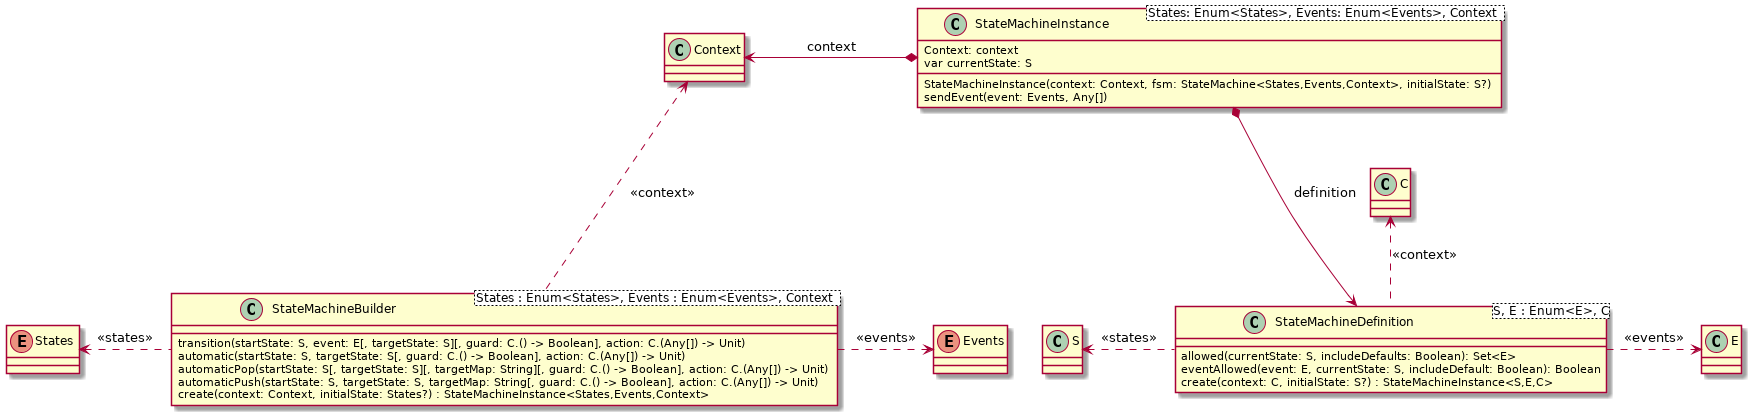 States: Enum<States>, Events: Enum<Events>, Context
C StateMachineInstance
Context: context
var currentState: S
StateMachineInstance(context: Context, fsm: StateMachine<States,Events,Context>, initialState: S?)
sendEvent(event: Events, Any[])
context
C Context
C C
definition
«context»
«context»
States : Enum<States>, Events : Enum<Events>, Context
C StateMachineBuilder
transition(startState: S, event: E[, targetState: S][, guard: C.() -> Boolean], action: C.(Any[]) -> Unit)
automatic(startState: S, targetState: S[, guard: C.() -> Boolean], action: C.(Any[]) -> Unit)
automaticPop(startState: S[, targetState: S][, targetMap: String][, guard: C.() -> Boolean], action: C.(Any[]) -> Unit)
automaticPush(startState: S, targetState: S, targetMap: String[, guard: C.() -> Boolean], action: C.(Any[]) -> Unit)
create(context: Context, initialState: States?) : StateMachineInstance<States,Events,Context>
E States
«states»
«events»
E Events
C S
«states»
S, E : Enum<E>, C
C StateMachineDefinition
allowed(currentState: S, includeDefaults: Boolean): Set<E>
eventAllowed(event: E, currentState: S, includeDefault: Boolean): Boolean
create(context: C, initialState: S?) : StateMachineInstance<S,E,C>
«events»
C E